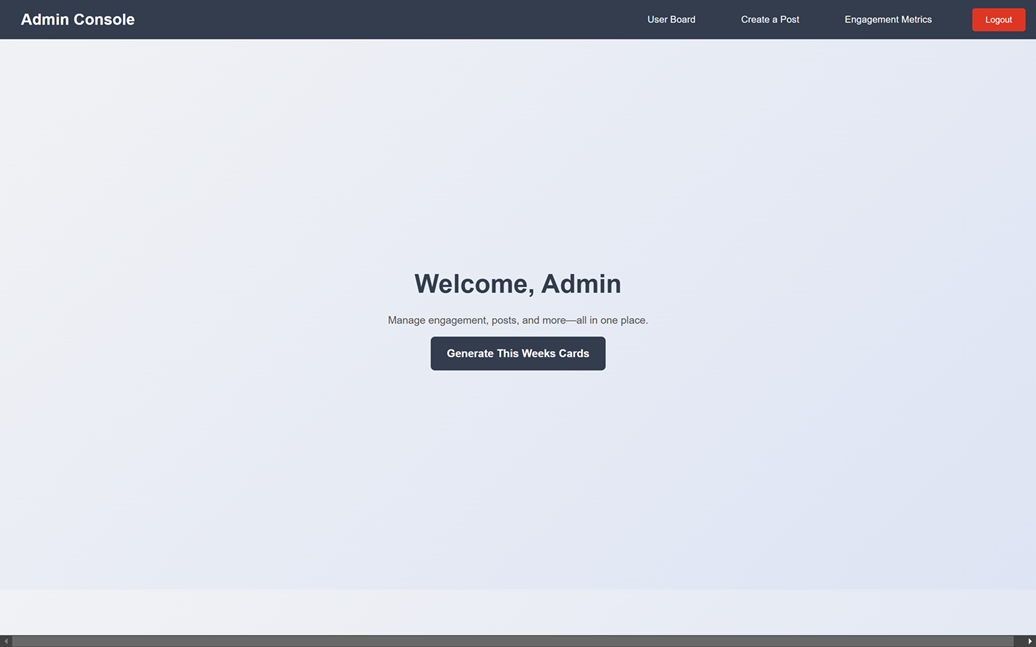 Admin Console
User Board
Create a Post
Engagement Metrics
Logout
Welcome, Admin
Manage engagement, posts, and more—all in one place.
Generate This Weeks Cards